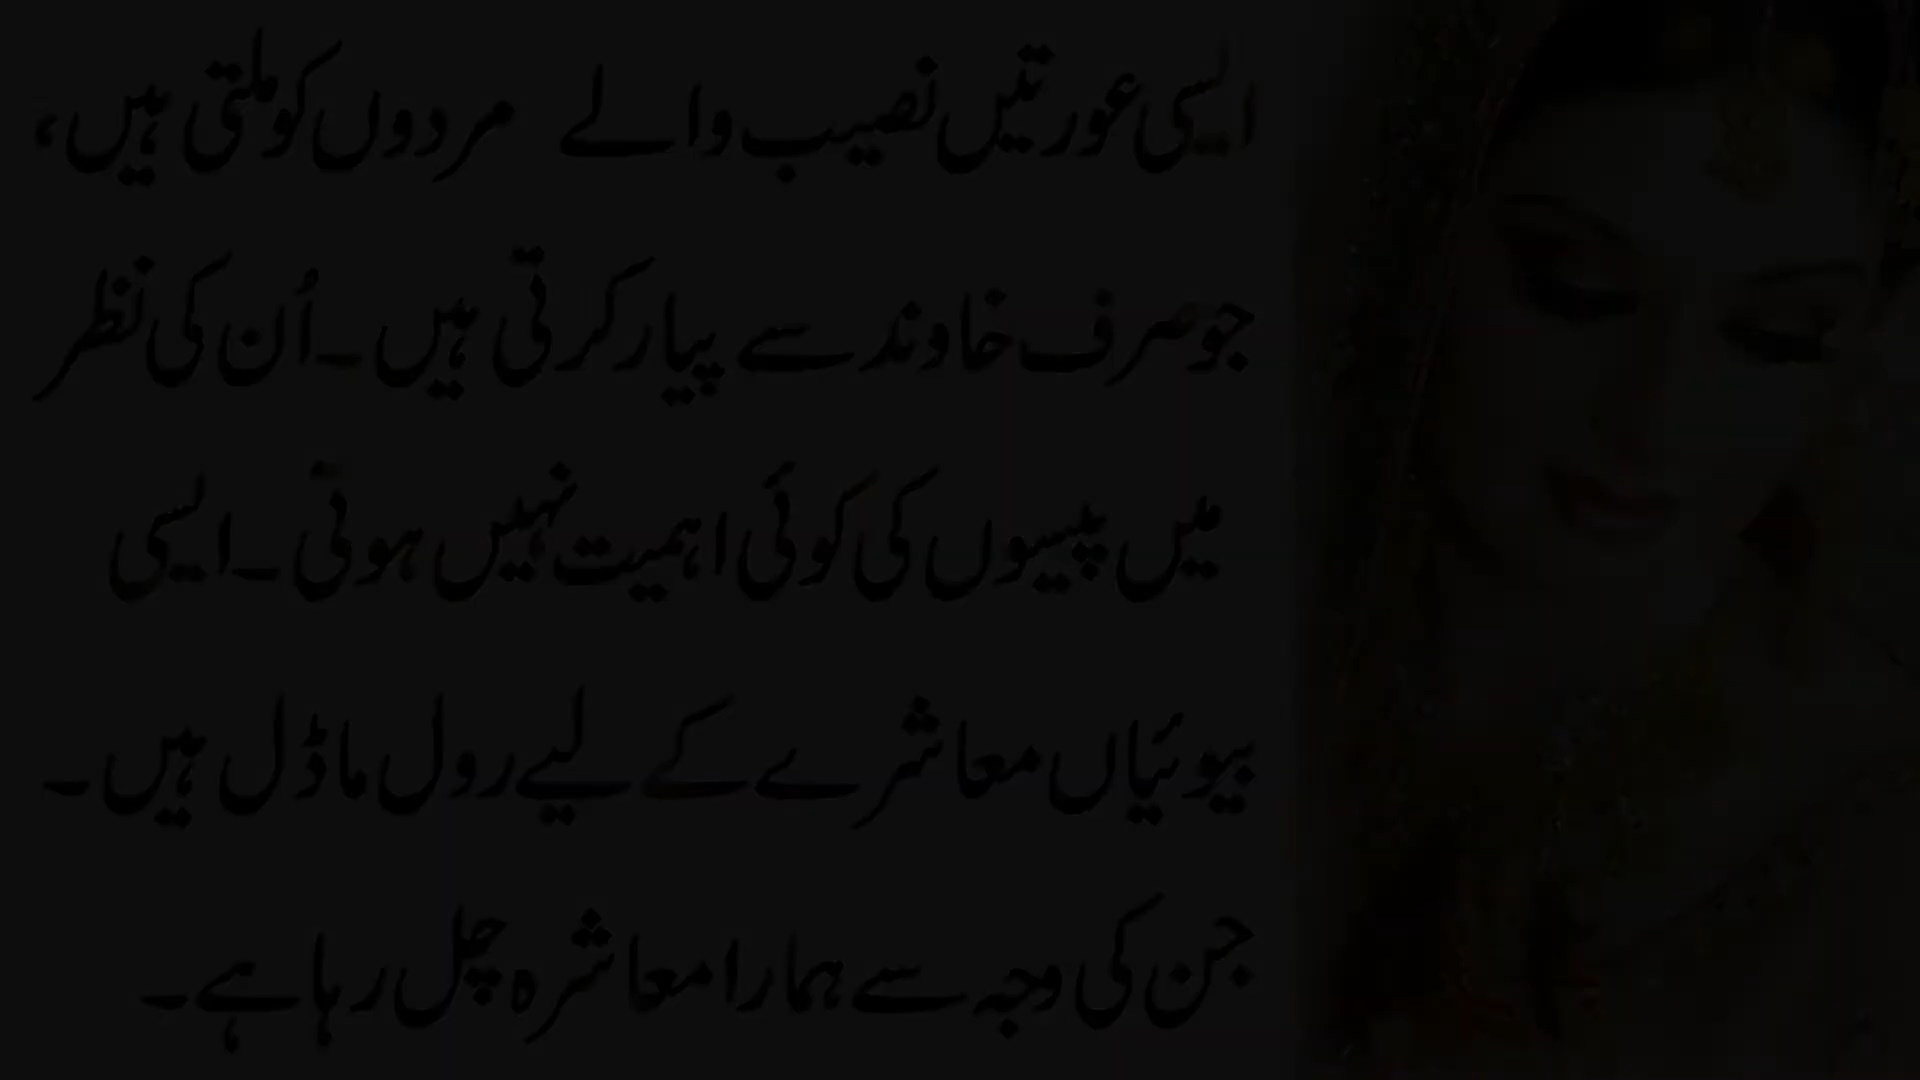 ایسی عورتیں نصیب والے مردوں کو ملتی ہیں،
جو صرف خاوند سے پیار کرتی ہیں۔ اُن کی نظر
میں پیسوں کی کوئی اہمیت نہیں ہوتی۔ ایسی
بیوئیاں معاشرے کے لیے رول ماڈل ہیں۔
جن کی وجہ سے ہمارا معاشرہ چل رہا ہے۔